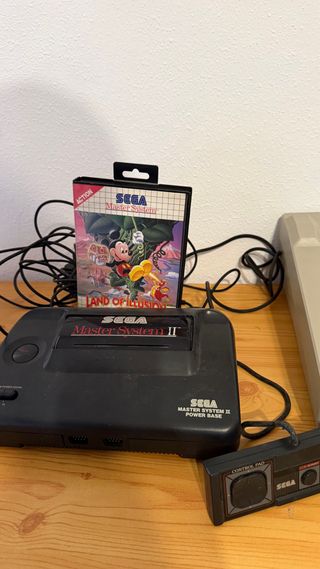 ACTION
SEGA
Master System
LAND OF ILLUSION
SEGA
Master System II
SEGA
MASTER SYSTEM II
POWER BASE
CONTROL PAD
SEGA